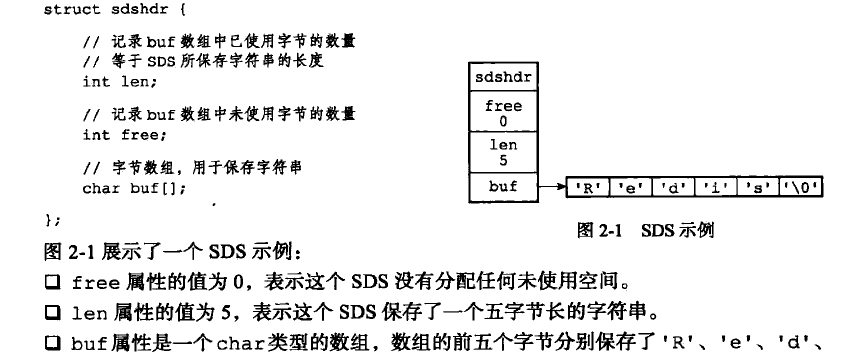 struct sdshdr {
// 记录 buf 数组中已使用字节的数量
// 等于 SDS 所保存字符串的长度
int len;
// 记录 buf 数组中未使用字节的数量
int free;
// 字节数组，用于保存字符串
char buf[];
};
sdshdr
free
0
len
5
buf
'R' 'e' 'd' 'i' 's' '\0'
图 2-1 SDS 示例
图 2-1 展示了一个 SDS 示例：
❑ free 属性的值为 0，表示这个 SDS 没有分配任何未使用空间。
❑ len 属性的值为 5，表示这个 SDS 保存了一个五字节长的字符串。
❑ buf 属性是一个 char 类型的数组，数组的前五个字节分别保存了 'R'、'e'、'd'、